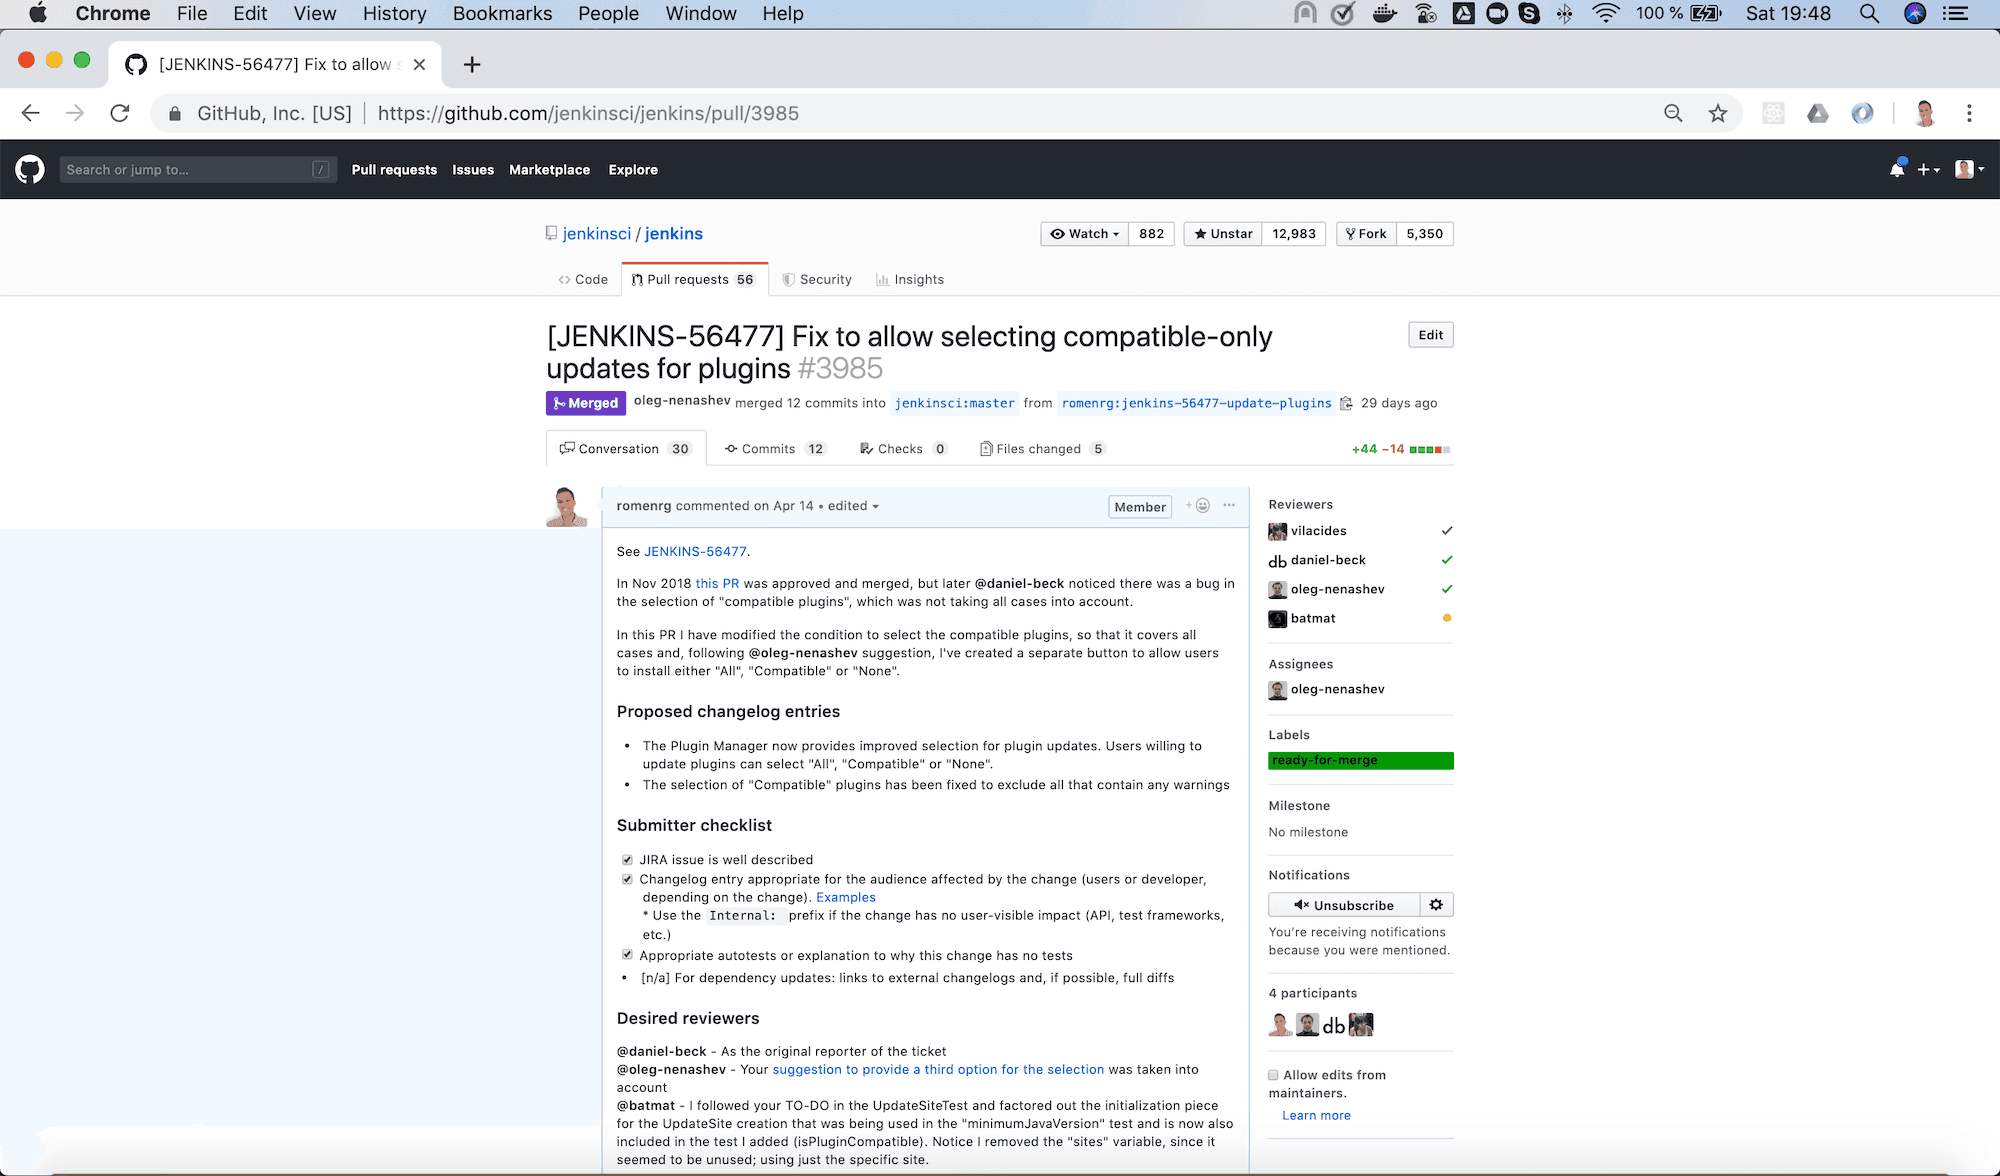 Chrome File Edit View History Bookmarks People Window Help 100 % Sat 19:48
[JENKINS-56477] Fix to allow
GitHub, Inc. [US] https://github.com/jenkinsci/jenkins/pull/3985
Search or jump to... / Pull requests Issues Marketplace Explore
jenkinsci / jenkins Watch 882 Unstar 12,983 Fork 5,350
Code Pull requests 56 Security Insights
[JENKINS-56477] Fix to allow selecting compatible-only
updates for plugins #3985
Edit
Merged oleg-nenashev merged 12 commits into jenkinsci:master from romenrg:jenkins-56477-update-plugins 29 days ago
Conversation 30 Commits 12 Checks 0 Files changed 5 +44 −14
romenrg commented on Apr 14 • edited Member
See JENKINS-56477.
In Nov 2018 this PR was approved and merged, but later @daniel-beck noticed there was a bug in
the selection of "compatible plugins", which was not taking all cases into account.
In this PR I have modified the condition to select the compatible plugins, so that it covers all
cases and, following @oleg-nenashev suggestion, I've created a separate button to allow users
to install either "All", "Compatible" or "None".
Proposed changelog entries
• The Plugin Manager now provides improved selection for plugin updates. Users willing to
update plugins can select "All", "Compatible" or "None".
• The selection of "Compatible" plugins has been fixed to exclude all that contain any warnings
Submitter checklist
JIRA issue is well described
Changelog entry appropriate for the audience affected by the change (users or developer,
depending on the change). Examples
* Use the Internal: prefix if the change has no user-visible impact (API, test frameworks,
etc.)
Appropriate autotests or explanation to why this change has no tests
• [n/a] For dependency updates: links to external changelogs and, if possible, full diffs
Desired reviewers
@daniel-beck - As the original reporter of the ticket
@oleg-nenashev - Your suggestion to provide a third option for the selection was taken into
account
@batmat - I followed your TO-DO in the UpdateSiteTest and factored out the initialization piece
for the UpdateSite creation that was being used in the "minimumJavaVersion" test and is now also
included in the test I added (isPluginCompatible). Notice I removed the "sites" variable, since it
seemed to be unused; using just the specific site.
Reviewers
vilacides
db daniel-beck
oleg-nenashev
batmat
Assignees
oleg-nenashev
Labels
ready-for-merge
Milestone
No milestone
Notifications
Unsubscribe
You're receiving notifications
because you were mentioned.
4 participants
db
Allow edits from
maintainers.
Learn more